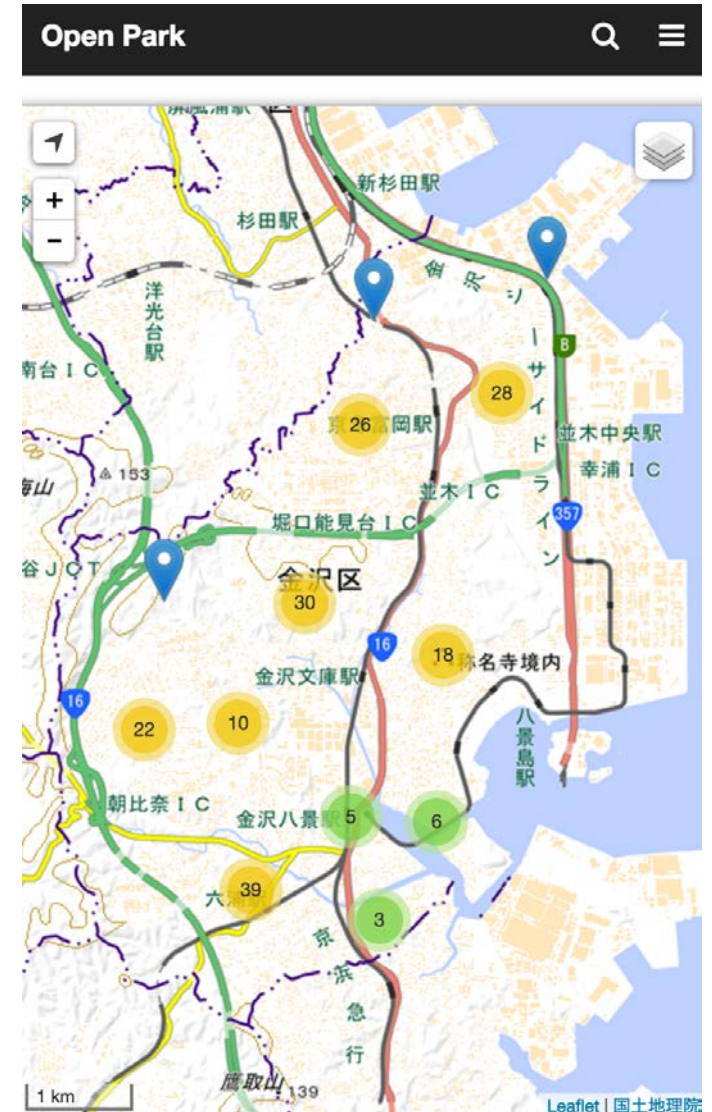 Open Park
新杉田駅
杉田駅
+
−
金沢シーサイドライン
洋光台駅
B
南台IC
28
26
富岡駅
並木中央駅
幸浦IC
153
並木IC
357
堀口能見台IC
谷JCT
金沢区
30
16
18
称名寺境内
金沢文庫駅
16
22
10
八景島駅
朝比奈IC
金沢八景駅
5
6
39
六浦駅
3
京浜急行
鷹取山
139
1 km
Leaflet | 国土地理院